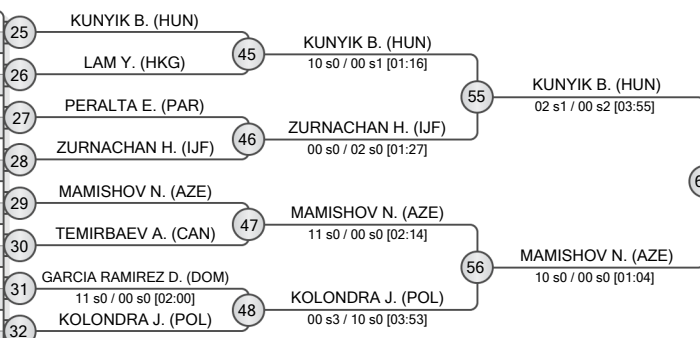 25
KUNYIK B. (HUN)
26
LAM Y. (HKG)
45
KUNYIK B. (HUN)
10 s0 / 00 s1 [01:16]
27
PERALTA E. (PAR)
28
ZURNACHAN H. (IJF)
46
ZURNACHAN H. (IJF)
00 s0 / 02 s0 [01:27]
55
KUNYIK B. (HUN)
02 s1 / 00 s2 [03:55]
29
MAMISHOV N. (AZE)
30
TEMIRBAEV A. (CAN)
47
MAMISHOV N. (AZE)
11 s0 / 00 s0 [02:14]
31
GARCIA RAMIREZ D. (DOM)
11 s0 / 00 s0 [02:00]
32
KOLONDRA J. (POL)
48
KOLONDRA J. (POL)
00 s3 / 10 s0 [03:53]
56
MAMISHOV N. (AZE)
10 s0 / 00 s0 [01:04]